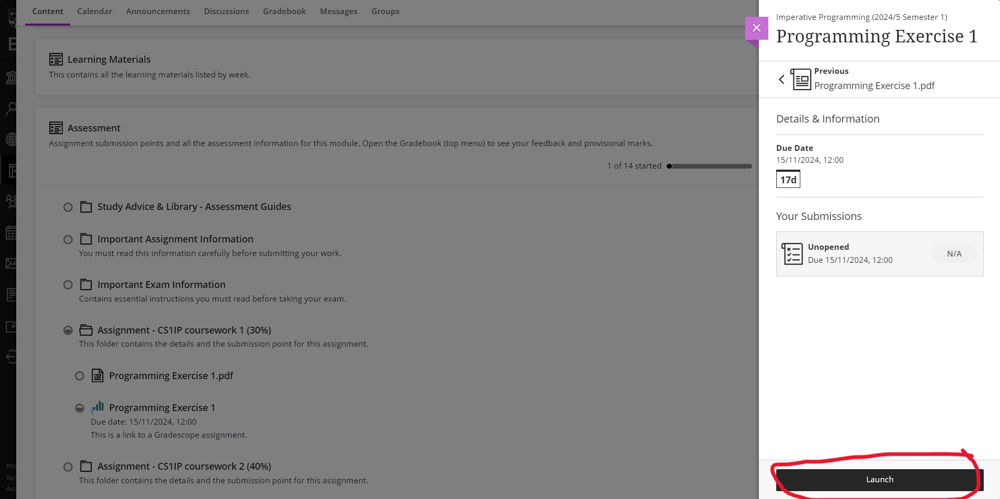 Content Calendar Announcements Discussions Gradebook Messages Groups
Learning Materials
This contains all the learning materials listed by week.
Assessment
Assignment submission points and all the assessment information for this module. Open the Gradebook (top menu) to see your feedback and provisional marks.
1 of 14 started
Study Advice & Library - Assessment Guides
Important Assignment Information
You must read this information carefully before submitting your work.
Important Exam Information
Contains essential instructions you must read before taking your exam.
Assignment - CS1IP coursework 1 (30%)
This folder contains the details and the submission point for this assignment.
Programming Exercise 1.pdf
Programming Exercise 1
Due date: 15/11/2024, 12:00
This is a link to a Gradescope assignment.
Assignment - CS1IP coursework 2 (40%)
This folder contains the details and the submission point for this assignment.
Imperative Programming (2024/5 Semester 1)
Programming Exercise 1
Previous
Programming Exercise 1.pdf
Details & Information
Due Date
15/11/2024, 12:00
17d
Your Submissions
Unopened
Due 15/11/2024, 12:00
N/A
Launch